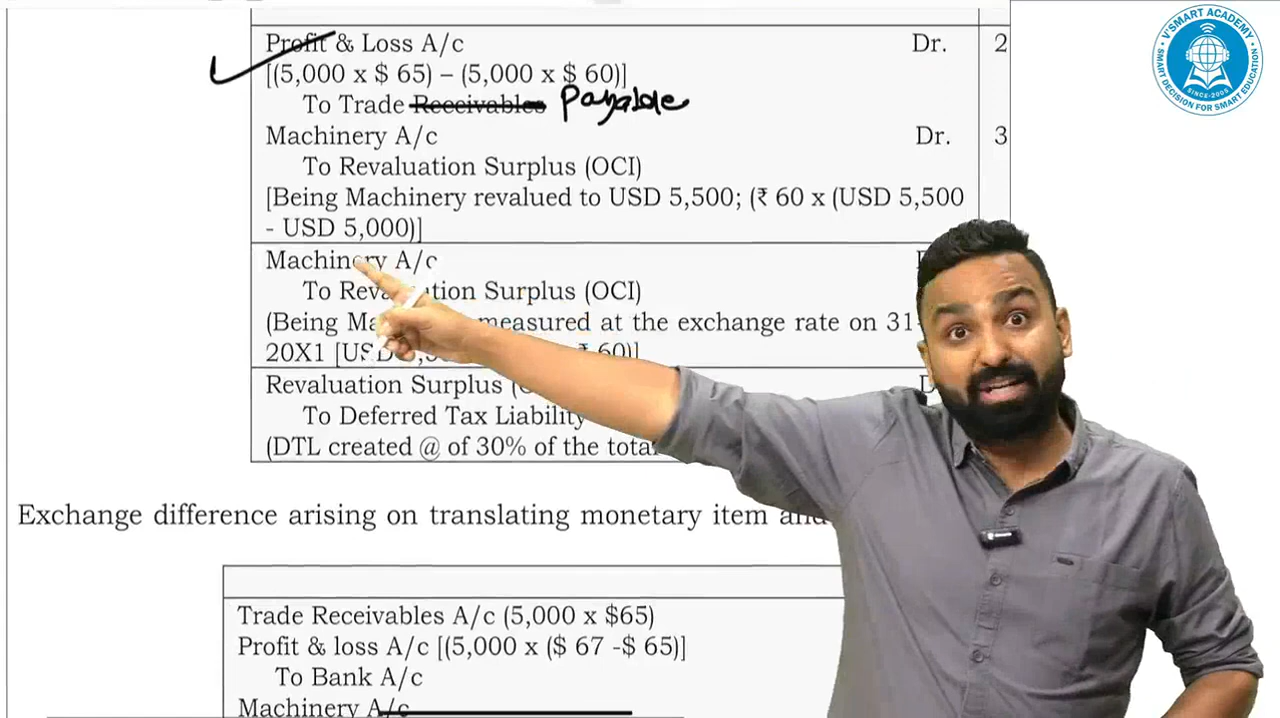 V'SMART ACADEMY
SMART DECISION FOR SMART EDUCATION
SINCE-2005
Profit & Loss A/c Dr. 2
[(5,000 x $ 65) – (5,000 x $ 60)]
To Trade Receivables Payable
Machinery A/c Dr. 3
To Revaluation Surplus (OCI)
[Being Machinery revalued to USD 5,500; (₹ 60 x (USD 5,500
- USD 5,000)]
Machinery A/c
To Surplus (OCI)
(Being measured at the exchange rate on 31-
20X1 ₹ 60)]
Revaluation Surplus
To Deferred Tax Liability
(DTL created @ of 30% of the total
Exchange difference arising on translating monetary item and
Trade Receivables A/c (5,000 x $65)
Profit & loss A/c [(5,000 x ($ 67 -$ 65)]
To Bank A/c
Machinery A/c